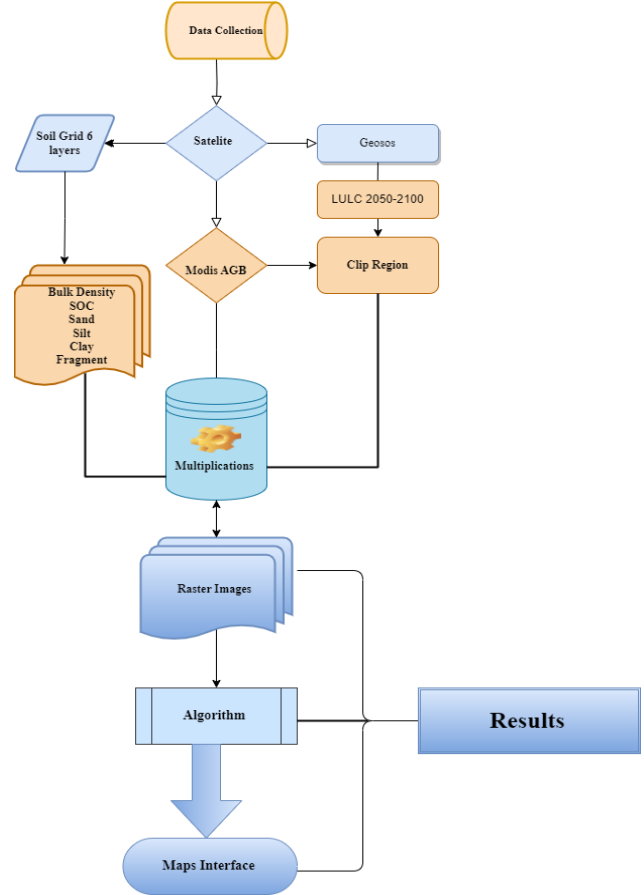 Data Collection
Soil Grid 6
layers
Satelite
Geosos
LULC 2050-2100
Modis AGB
Clip Region
Bulk Density
SOC
Sand
Silt
Clay
Fragment
Multiplications
Raster Images
Algorithm
Results
Maps Interface